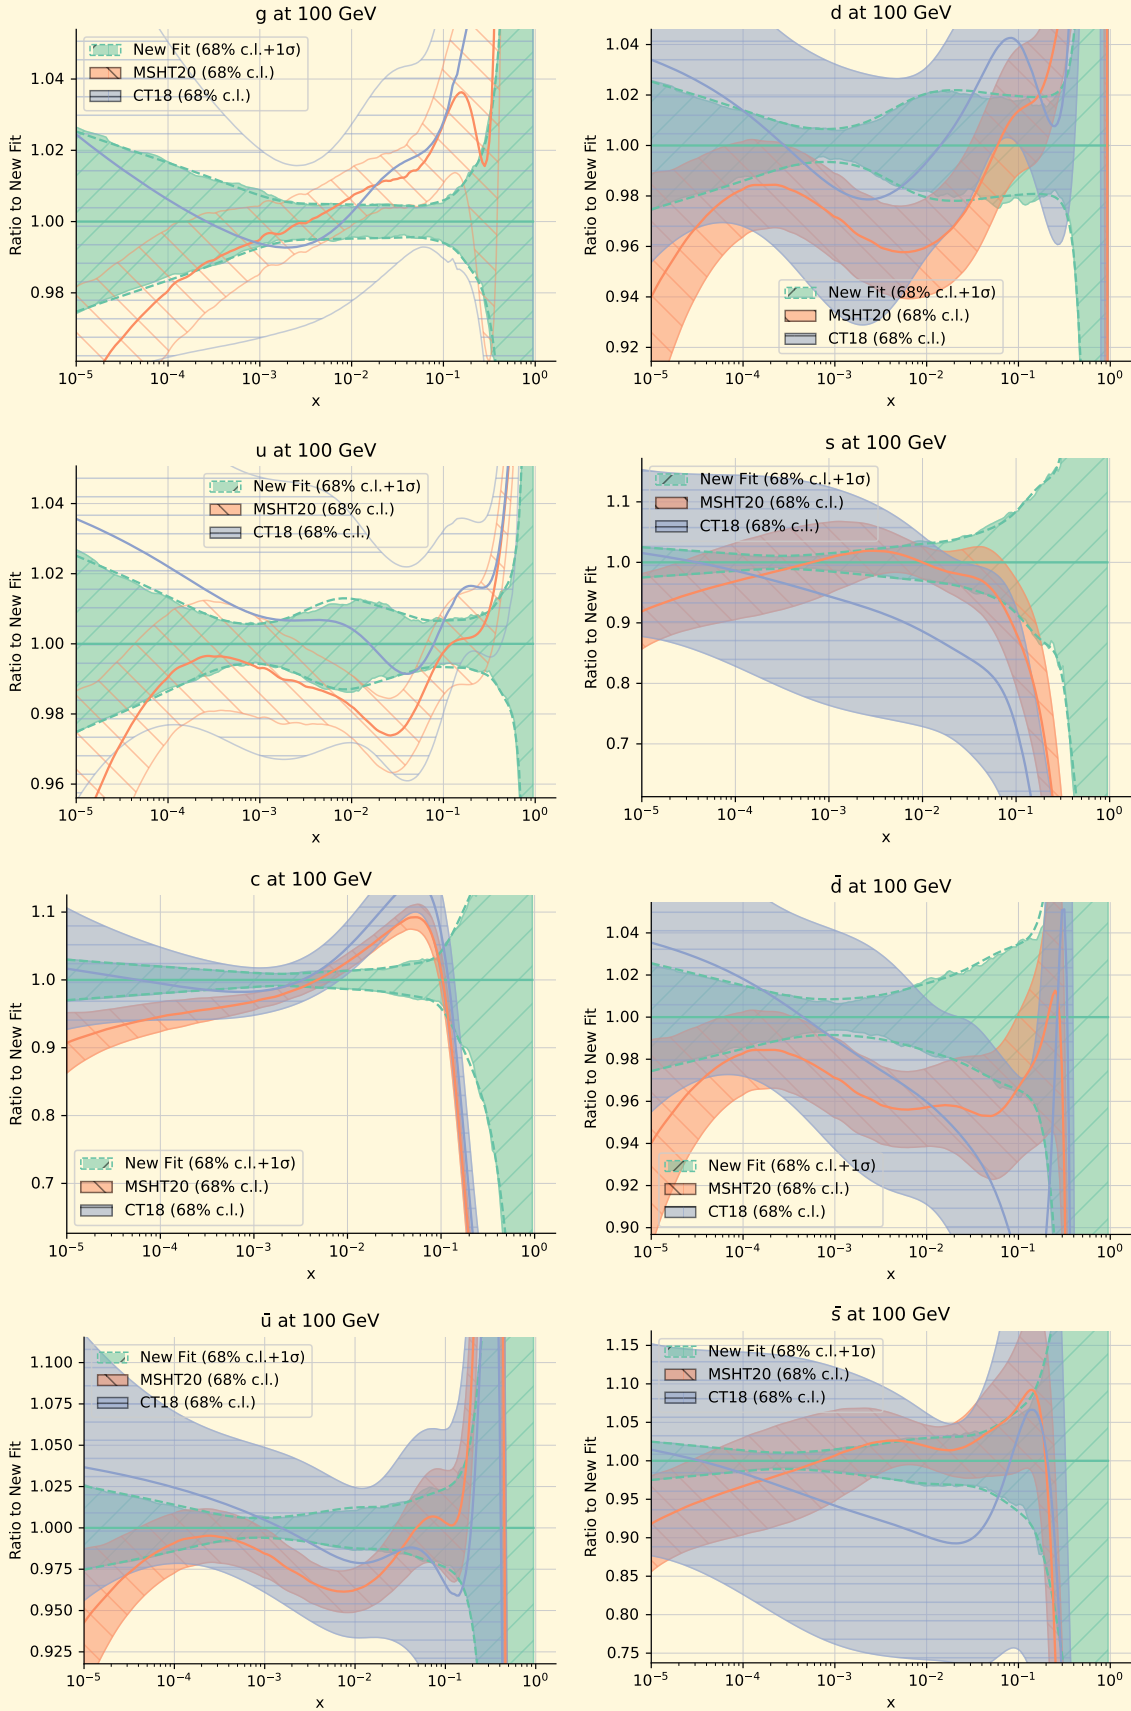 g at 100 GeV
Ratio to New Fit
1.04
1.02
1.00
0.98
New Fit (68% c.l.+1σ)
MSHT20 (68% c.l.)
CT18 (68% c.l.)
10⁻⁵ 10⁻⁴ 10⁻³ 10⁻² 10⁻¹ 10⁰
x
d at 100 GeV
Ratio to New Fit
1.04
1.02
1.00
0.98
0.96
0.94
0.92
New Fit (68% c.l.+1σ)
MSHT20 (68% c.l.)
CT18 (68% c.l.)
10⁻⁵ 10⁻⁴ 10⁻³ 10⁻² 10⁻¹ 10⁰
x
u at 100 GeV
Ratio to New Fit
1.04
1.02
1.00
0.98
0.96
New Fit (68% c.l.+1σ)
MSHT20 (68% c.l.)
CT18 (68% c.l.)
10⁻⁵ 10⁻⁴ 10⁻³ 10⁻² 10⁻¹ 10⁰
x
s at 100 GeV
Ratio to New Fit
1.1
1.0
0.9
0.8
0.7
New Fit (68% c.l.+1σ)
MSHT20 (68% c.l.)
CT18 (68% c.l.)
10⁻⁵ 10⁻⁴ 10⁻³ 10⁻² 10⁻¹ 10⁰
x
c at 100 GeV
Ratio to New Fit
1.1
1.0
0.9
0.8
0.7
New Fit (68% c.l.+1σ)
MSHT20 (68% c.l.)
CT18 (68% c.l.)
10⁻⁵ 10⁻⁴ 10⁻³ 10⁻² 10⁻¹ 10⁰
x
d̄ at 100 GeV
Ratio to New Fit
1.04
1.02
1.00
0.98
0.96
0.94
0.92
0.90
New Fit (68% c.l.+1σ)
MSHT20 (68% c.l.)
CT18 (68% c.l.)
10⁻⁵ 10⁻⁴ 10⁻³ 10⁻² 10⁻¹ 10⁰
x
ū at 100 GeV
Ratio to New Fit
1.100
1.075
1.050
1.025
1.000
0.975
0.950
0.925
New Fit (68% c.l.+1σ)
MSHT20 (68% c.l.)
CT18 (68% c.l.)
10⁻⁵ 10⁻⁴ 10⁻³ 10⁻² 10⁻¹ 10⁰
x
s̄ at 100 GeV
Ratio to New Fit
1.15
1.10
1.05
1.00
0.95
0.90
0.85
0.80
0.75
New Fit (68% c.l.+1σ)
MSHT20 (68% c.l.)
CT18 (68% c.l.)
10⁻⁵ 10⁻⁴ 10⁻³ 10⁻² 10⁻¹ 10⁰
x